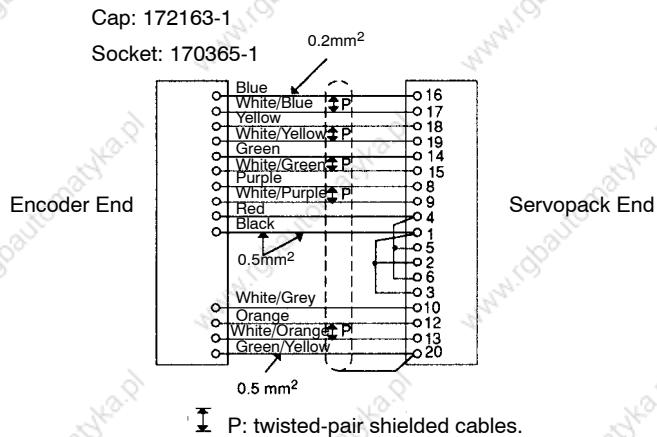 Cap: 172163-1
0.2mm2
Socket: 170365-1
Blue 16
White/Blue P 17
Yellow 18
White/Yellow P 19
Green 14
White/Green P 15
Purple 8
White/Purple P 9
Red 4
Black 1
Encoder End
Servopack End
0.5mm2
5
2
6
3
White/Grey 10
Orange 12
White/Orange P 13
Green/Yellow 20
0.5 mm2
P: twisted-pair shielded cables.
www.rgbautomatyka.pl